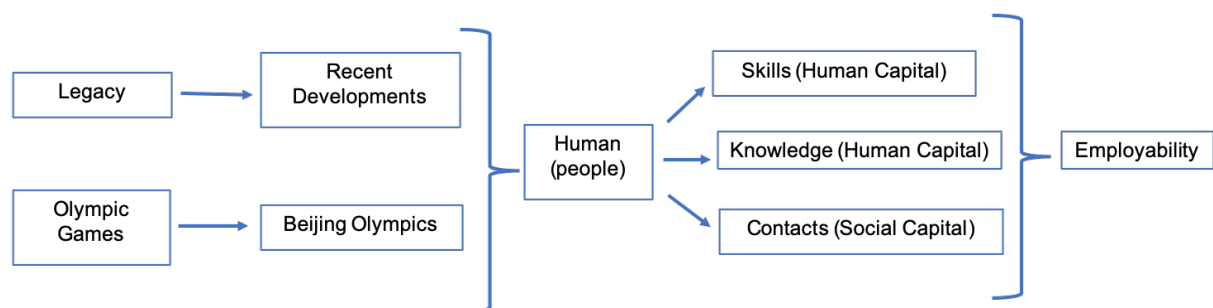 Legacy
Recent
Developments
Olympic
Games
Beijing Olympics
Human
(people)
Skills (Human Capital)
Knowledge (Human Capital)
Contacts (Social Capital)
Employability